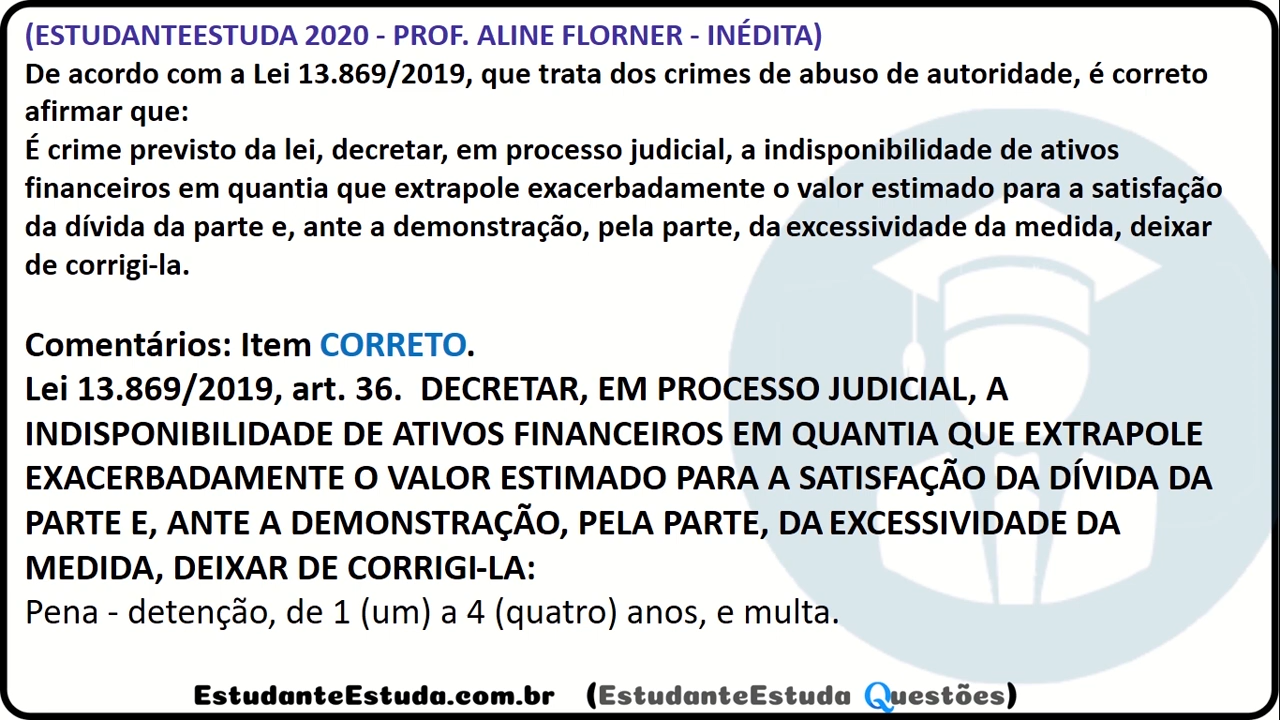 (ESTUDANTEESTUDA 2020 - PROF. ALINE FLORNER - INÉDITA)
De acordo com a Lei 13.869/2019, que trata dos crimes de abuso de autoridade, é correto
afirmar que:
É crime previsto da lei, decretar, em processo judicial, a indisponibilidade de ativos
financeiros em quantia que extrapole exacerbadamente o valor estimado para a satisfação
da dívida da parte e, ante a demonstração, pela parte, da excessividade da medida, deixar
de corrigi-la.
Comentários: Item CORRETO.
Lei 13.869/2019, art. 36. DECRETAR, EM PROCESSO JUDICIAL, A
INDISPONIBILIDADE DE ATIVOS FINANCEIROS EM QUANTIA QUE EXTRAPOLE
EXACERBADAMENTE O VALOR ESTIMADO PARA A SATISFAÇÃO DA DÍVIDA DA
PARTE E, ANTE A DEMONSTRAÇÃO, PELA PARTE, DA EXCESSIVIDADE DA
MEDIDA, DEIXAR DE CORRIGI-LA:
Pena - detenção, de 1 (um) a 4 (quatro) anos, e multa.
EstudanteEstuda.com.br (EstudanteEstuda Questões)